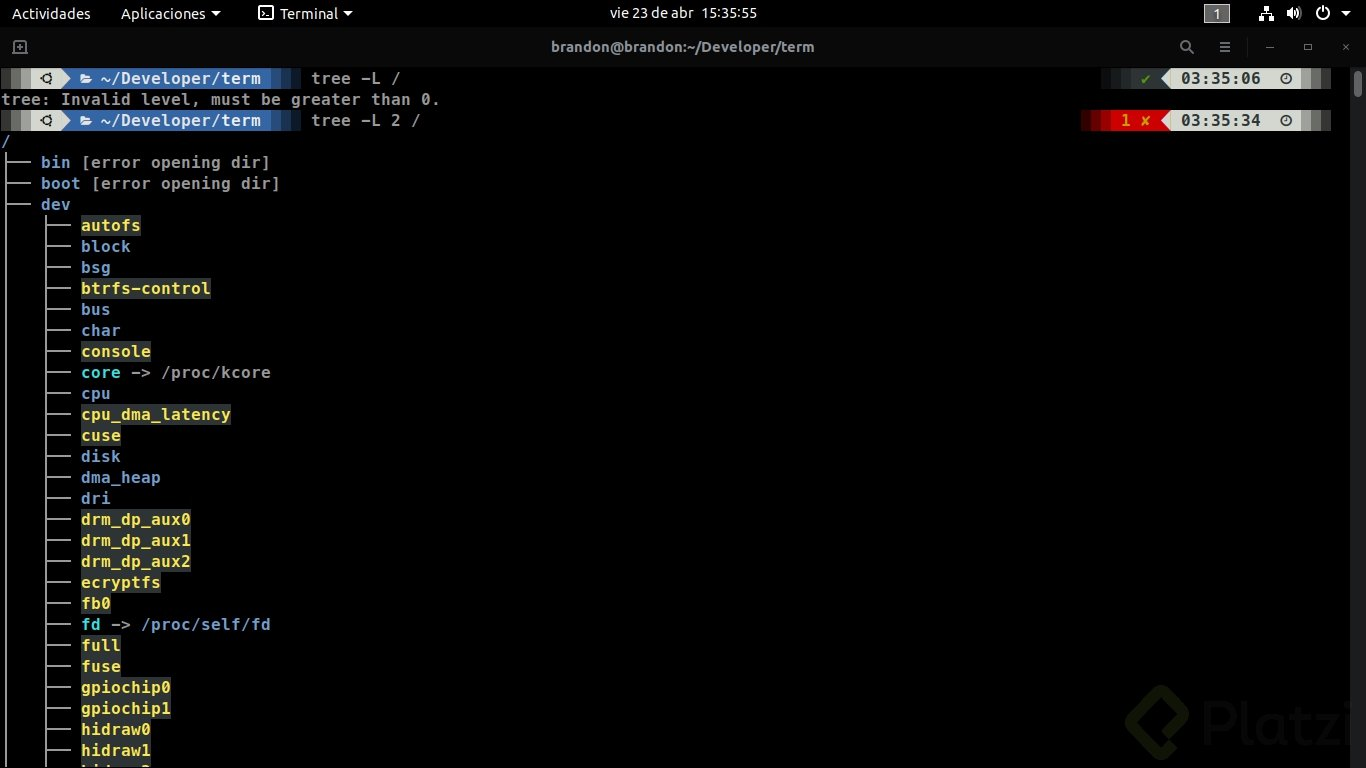 Actividades Aplicaciones Terminal vie 23 de abr 15:35:55 1
brandon@brandon:~/Developer/term
~/Developer/term tree -L / ✔ 03:35:06
tree: Invalid level, must be greater than 0.
~/Developer/term tree -L 2 / 1 ✘ 03:35:34
/
├── bin [error opening dir]
├── boot [error opening dir]
├── dev
│   ├── autofs
│   ├── block
│   ├── bsg
│   ├── btrfs-control
│   ├── bus
│   ├── char
│   ├── console
│   ├── core -> /proc/kcore
│   ├── cpu
│   ├── cpu_dma_latency
│   ├── cuse
│   ├── disk
│   ├── dma_heap
│   ├── dri
│   ├── drm_dp_aux0
│   ├── drm_dp_aux1
│   ├── drm_dp_aux2
│   ├── ecryptfs
│   ├── fb0
│   ├── fd -> /proc/self/fd
│   ├── full
│   ├── fuse
│   ├── gpiochip0
│   ├── gpiochip1
│   ├── hidraw0
│   ├── hidraw1
Platzi